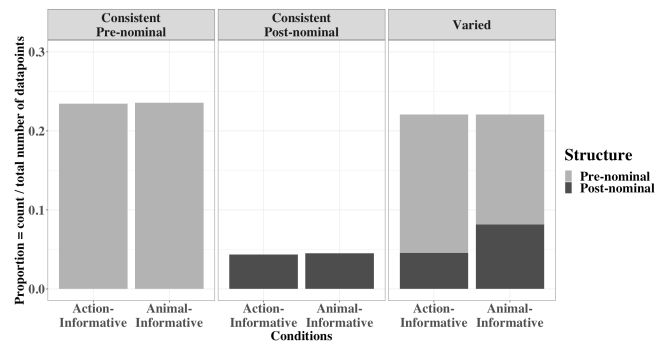 Consistent
Pre-nominal
Consistent
Post-nominal
Varied
Proportion = count / total number of datapoints
0.3
0.2
0.1
0.0
Action-
Informative
Animal-
Informative
Action-
Informative
Animal-
Informative
Action-
Informative
Animal-
Informative
Conditions
Structure
Pre-nominal
Post-nominal